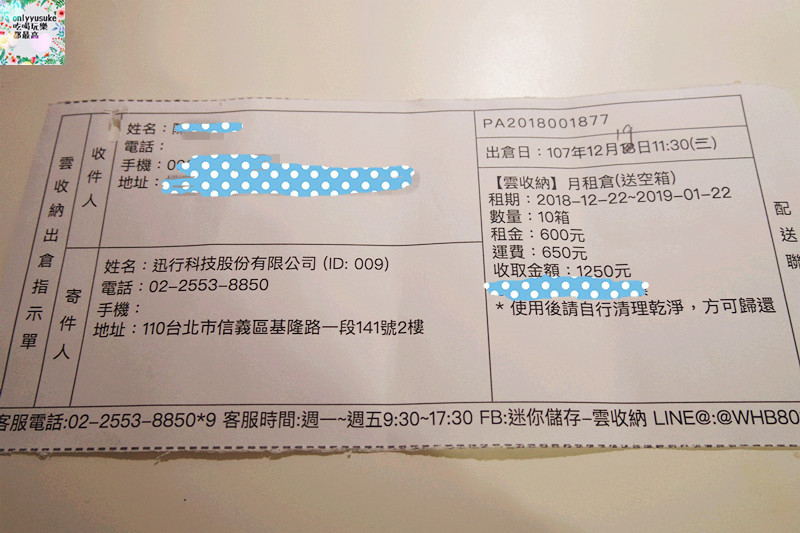 onlyyusuke
吃喝玩樂
都最高
雲收納出倉指示單
收件人
姓名：
電話：
手機：09
地址：
寄件人
姓名：迅行科技股份有限公司 (ID: 009)
電話：02-2553-8850
手機：
地址：110台北市信義區基隆路一段141號2樓
PA2018001877
19
出倉日：107年12月18日11:30(三)
【雲收納】月租倉(送空箱)
租期：2018-12-22~2019-01-22
數量：10箱
租金：600元
運費：650元
收取金額：1250元
* 使用後請自行清理乾淨，方可歸還
配送聯
客服電話:02-2553-8850*9 客服時間:週一~週五9:30~17:30 FB:迷你儲存-雲收納 LINE@:@WHB80